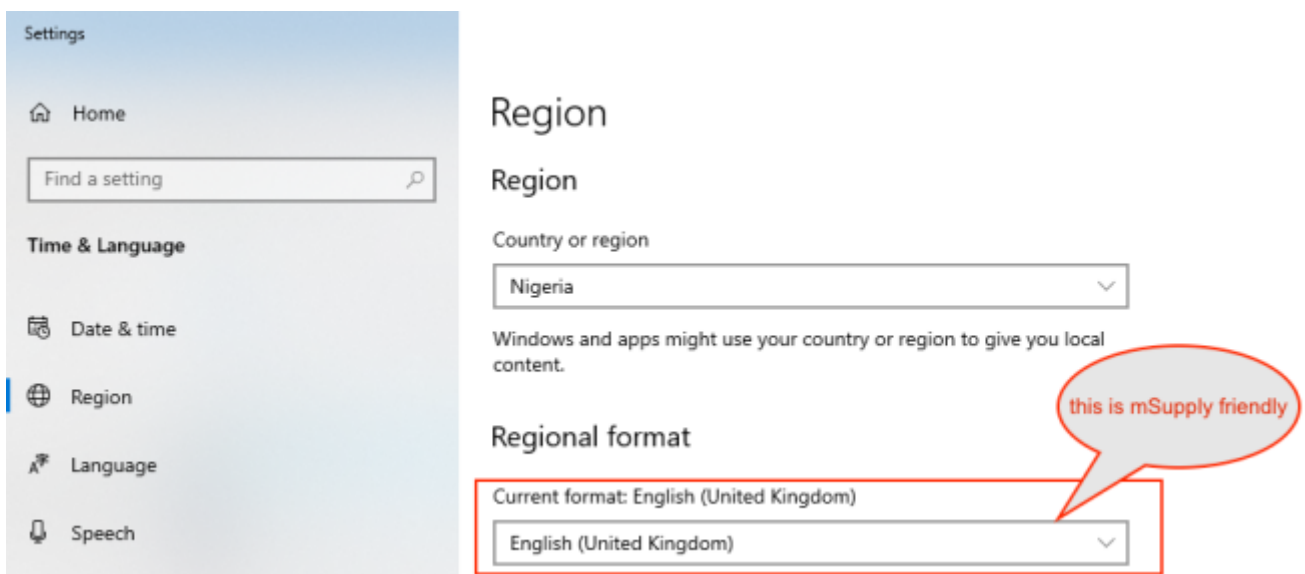 Settings
Home
Find a setting
Time & Language
Date & time
Region
Language
Speech
Region
Region
Country or region
Nigeria
Windows and apps might use your country or region to give you local
content.
Regional format
Current format: English (United Kingdom)
English (United Kingdom)
this is mSupply friendly